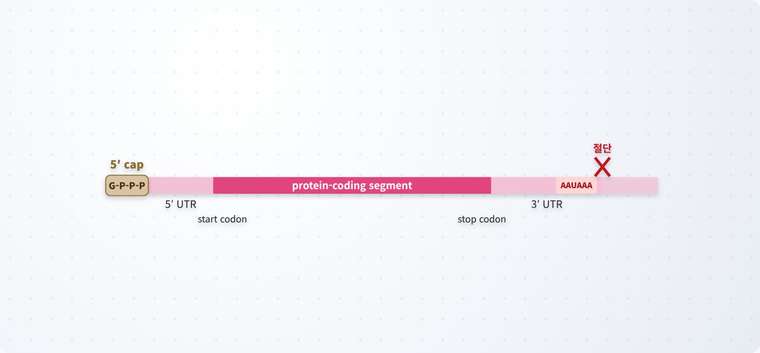 절단
5′ cap
G-P-P-P
protein-coding segment
AAUAAA
5′ UTR
3′ UTR
start codon
stop codon